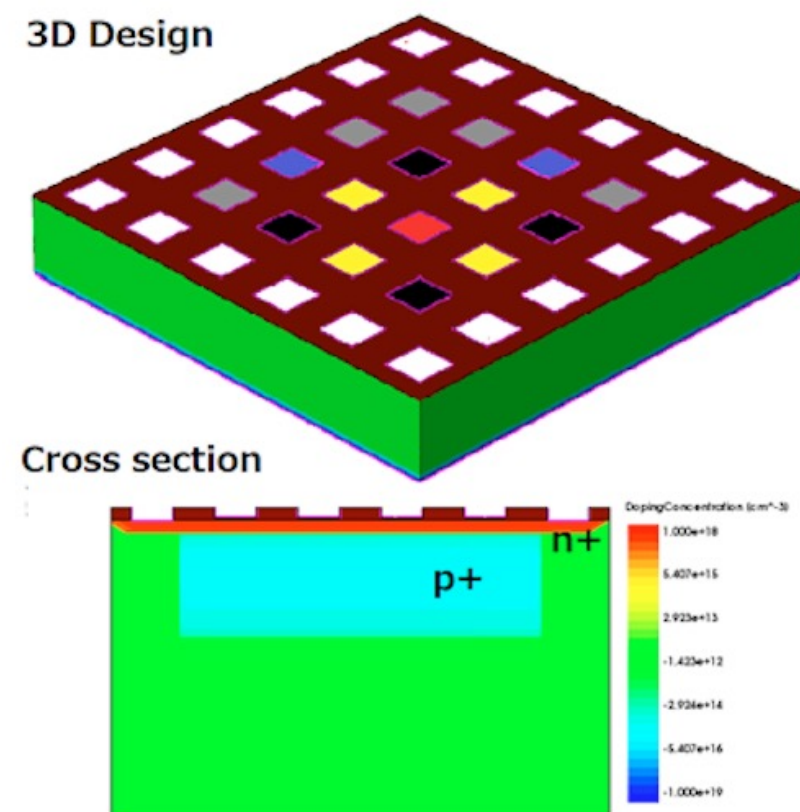 3D Design
Cross section
DopingConcentration (cm^-3)
n+
1.000e+18
p+
5.407e+15
2.923e+13
-1.423e+12
-2.924e+14
-5.407e+16
-1.000e+19